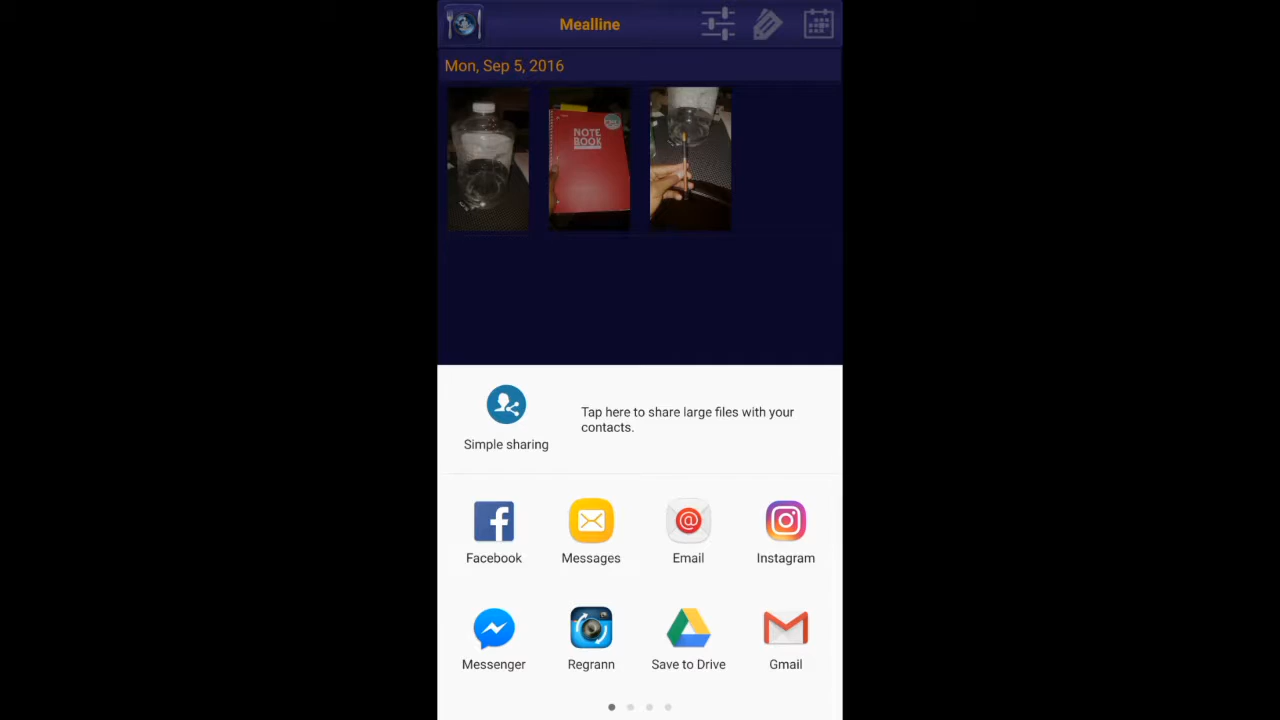 Mealline
Mon, Sep 5, 2016
NOTE
BOOK
Simple sharing
Tap here to share large files with your
contacts.
Facebook
Messages
Email
Instagram
Messenger
Regrann
Save to Drive
Gmail